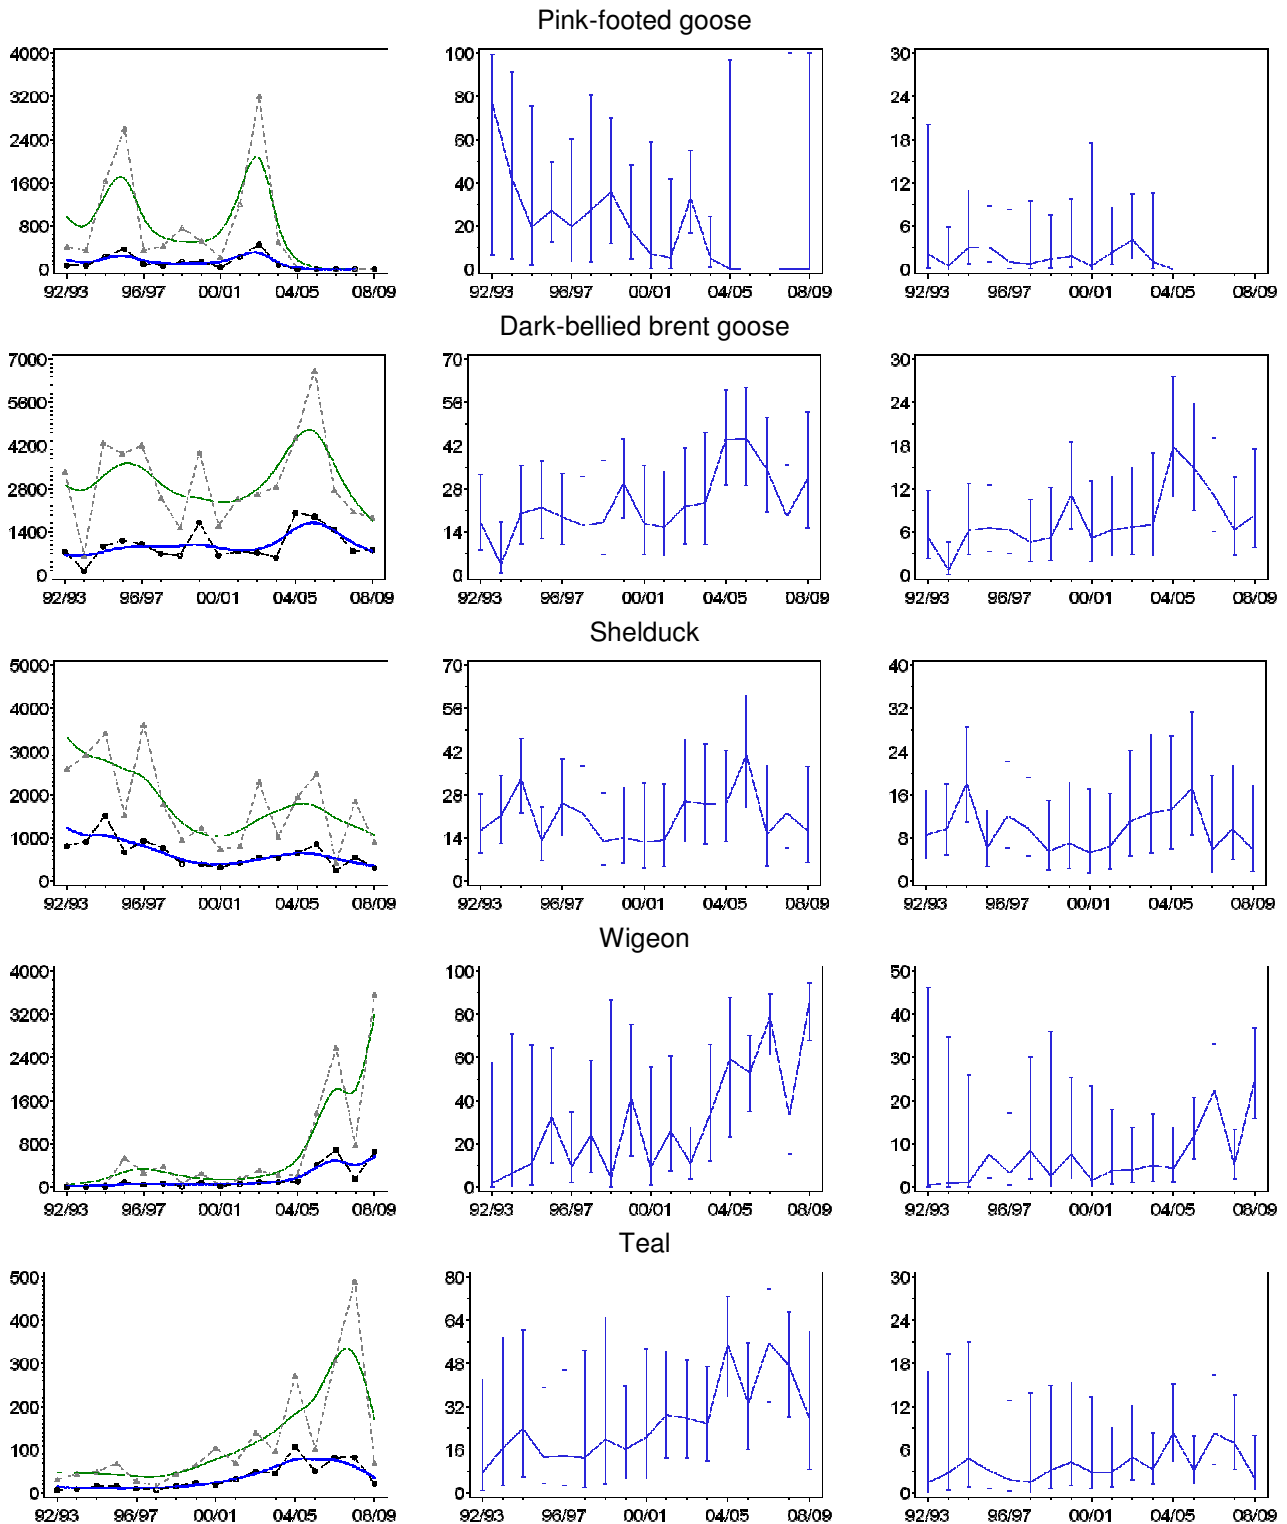 Pink-footed goose
4000 3200 2400 1600 800 0
92/93 96/97 00/01 04/05 08/09
100 80 60 40 20 0
92/93 96/97 00/01 04/05 08/09
30 24 18 12 6 0
92/93 96/97 00/01 04/05 08/09
Dark-bellied brent goose
7000 5600 4200 2800 1400 0
92/93 96/97 00/01 04/05 08/09
70 56 42 28 14 0
92/93 96/97 00/01 04/05 08/09
30 24 18 12 6 0
92/93 96/97 00/01 04/05 08/09
Shelduck
5000 4000 3000 2000 1000 0
92/93 96/97 00/01 04/05 08/09
70 56 42 28 14 0
92/93 96/97 00/01 04/05 08/09
40 32 24 16 8 0
92/93 96/97 00/01 04/05 08/09
Wigeon
4000 3200 2400 1600 800 0
92/93 96/97 00/01 04/05 08/09
100 80 60 40 20 0
92/93 96/97 00/01 04/05 08/09
50 40 30 20 10 0
92/93 96/97 00/01 04/05 08/09
Teal
500 400 300 200 100 0
92/93 96/97 00/01 04/05 08/09
80 64 48 32 16 0
92/93 96/97 00/01 04/05 08/09
30 24 18 12 6 0
92/93 96/97 00/01 04/05 08/09